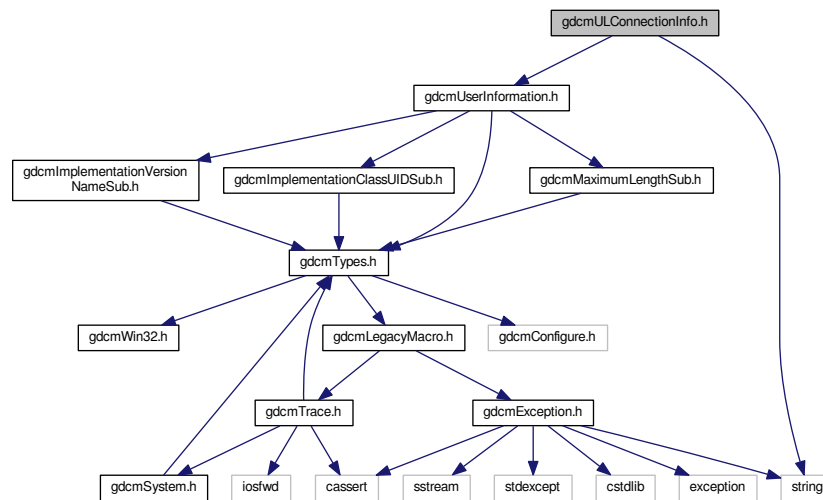 gdcmULConnectionInfo.h
gdcmUserInformation.h
gdcmImplementationVersion
NameSub.h
gdcmImplementationClassUIDSub.h
gdcmMaximumLengthSub.h
gdcmTypes.h
gdcmWin32.h
gdcmLegacyMacro.h
gdcmConfigure.h
gdcmTrace.h
gdcmException.h
gdcmSystem.h
iosfwd
cassert
sstream
stdexcept
cstdlib
exception
string